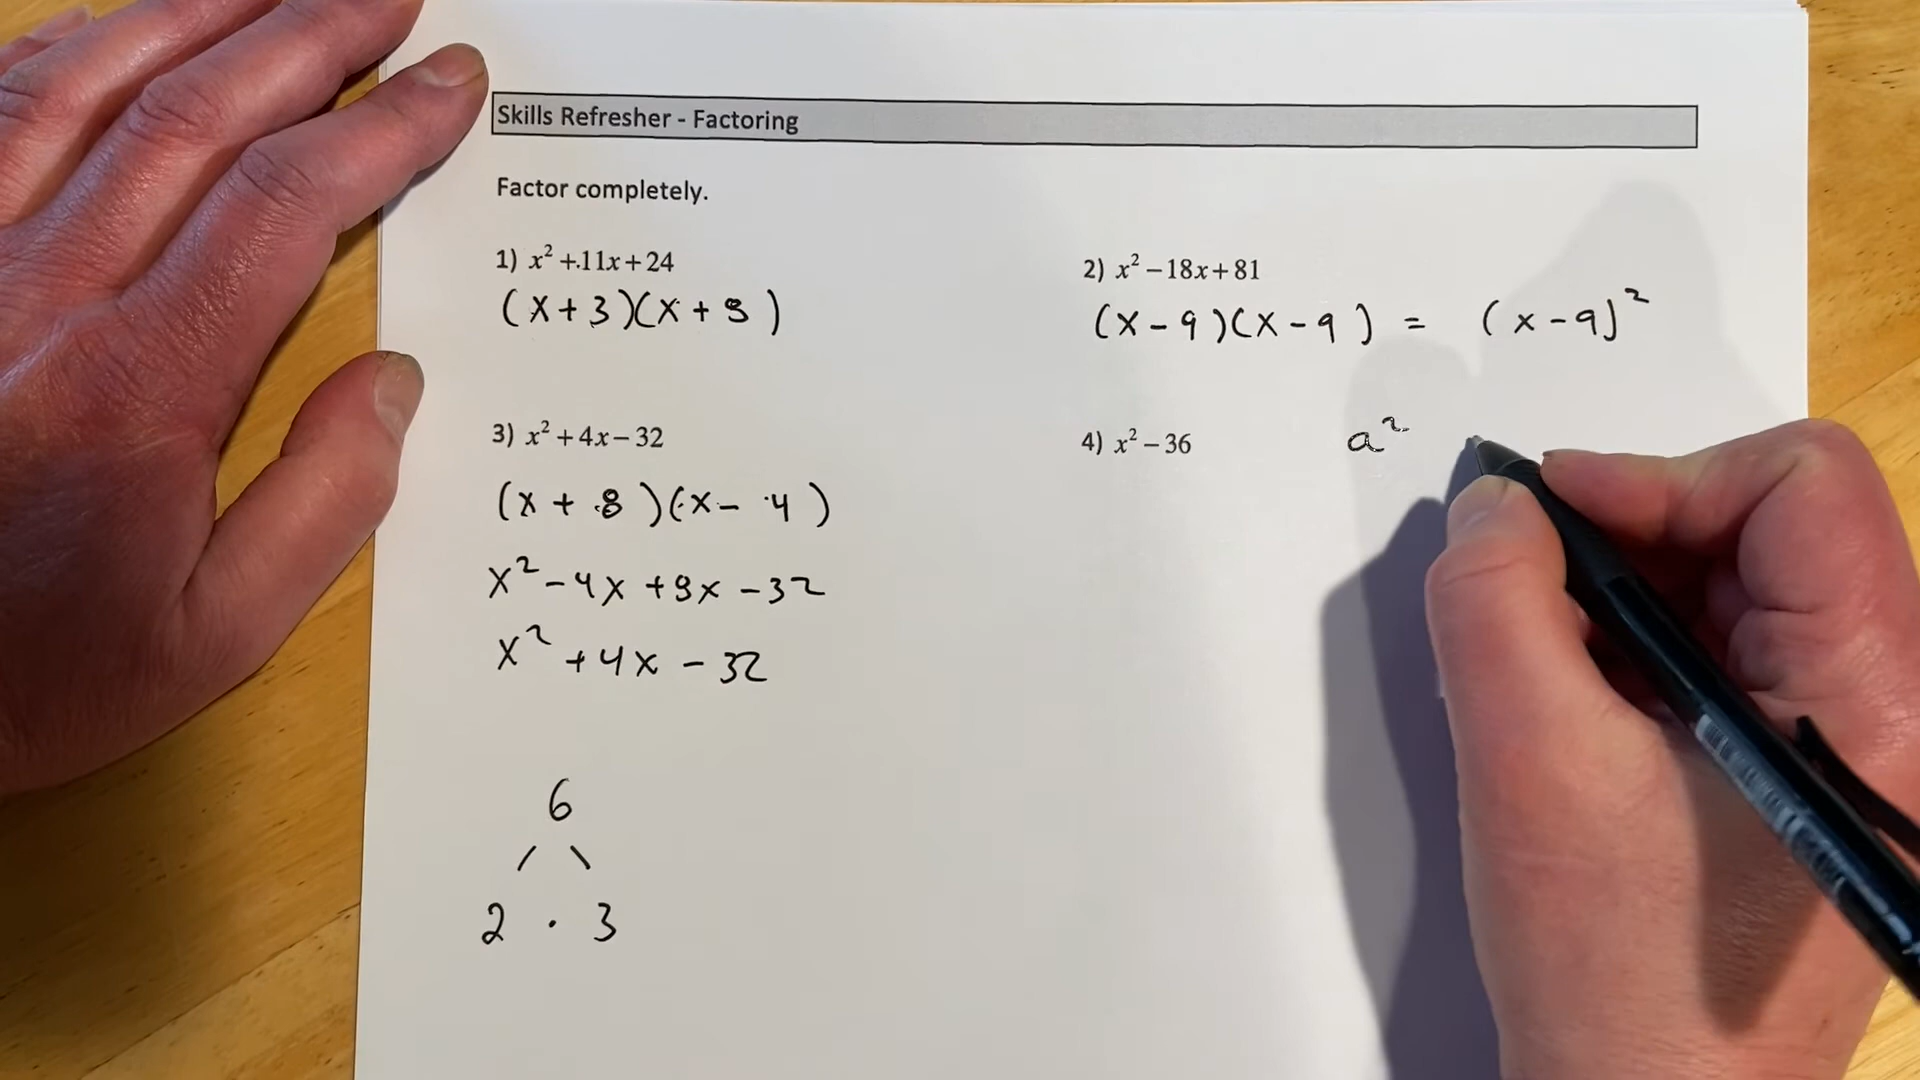 Skills Refresher - Factoring
Factor completely.
1) x² + 11x + 24
(x + 3)(x + 8)
2) x² – 18x + 81
(x – 9)(x – 9) = (x – 9)²
3) x² + 4x – 32
(x + 8)(x – 4)
x² – 4x + 8x – 32
x² + 4x – 32
6
/ \
2 · 3
4) x² – 36
a²